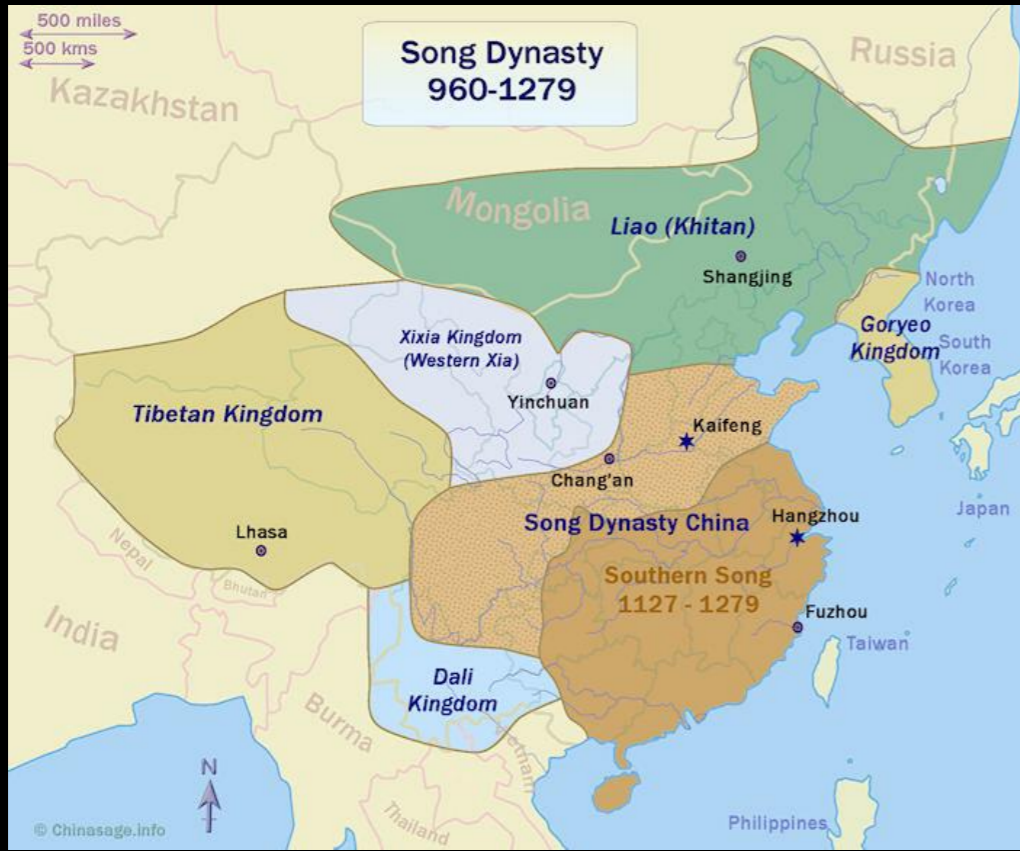 500 miles
500 kms
Song Dynasty
960-1279
Russia
Kazakhstan
Mongolia
Liao (Khitan)
Shangjing
North
Korea
Goryeo
Kingdom
South
Korea
Xixia Kingdom
(Western Xia)
Yinchuan
Tibetan Kingdom
Kaifeng
Chang'an
Song Dynasty China
Hangzhou
Japan
Lhasa
Nepal
Bhutan
Southern Song
1127 - 1279
Fuzhou
India
Taiwan
Dali
Kingdom
Burma
Vietnam
N
Thailand
Philippines
© Chinasage.info